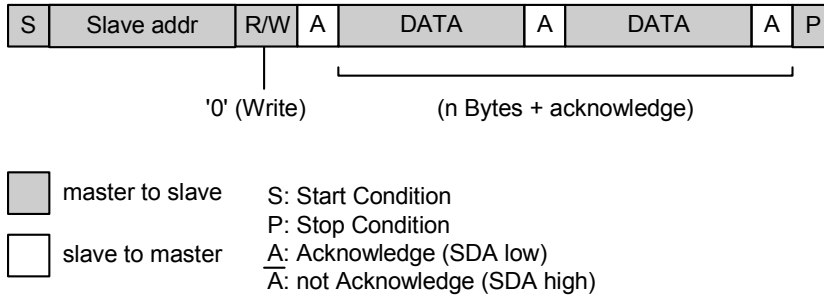 S Slave addr R/W A DATA A DATA A P
'0' (Write) (n Bytes + acknowledge)
master to slave
slave to master
S: Start Condition
P: Stop Condition
A: Acknowledge (SDA low)
A̅: not Acknowledge (SDA high)